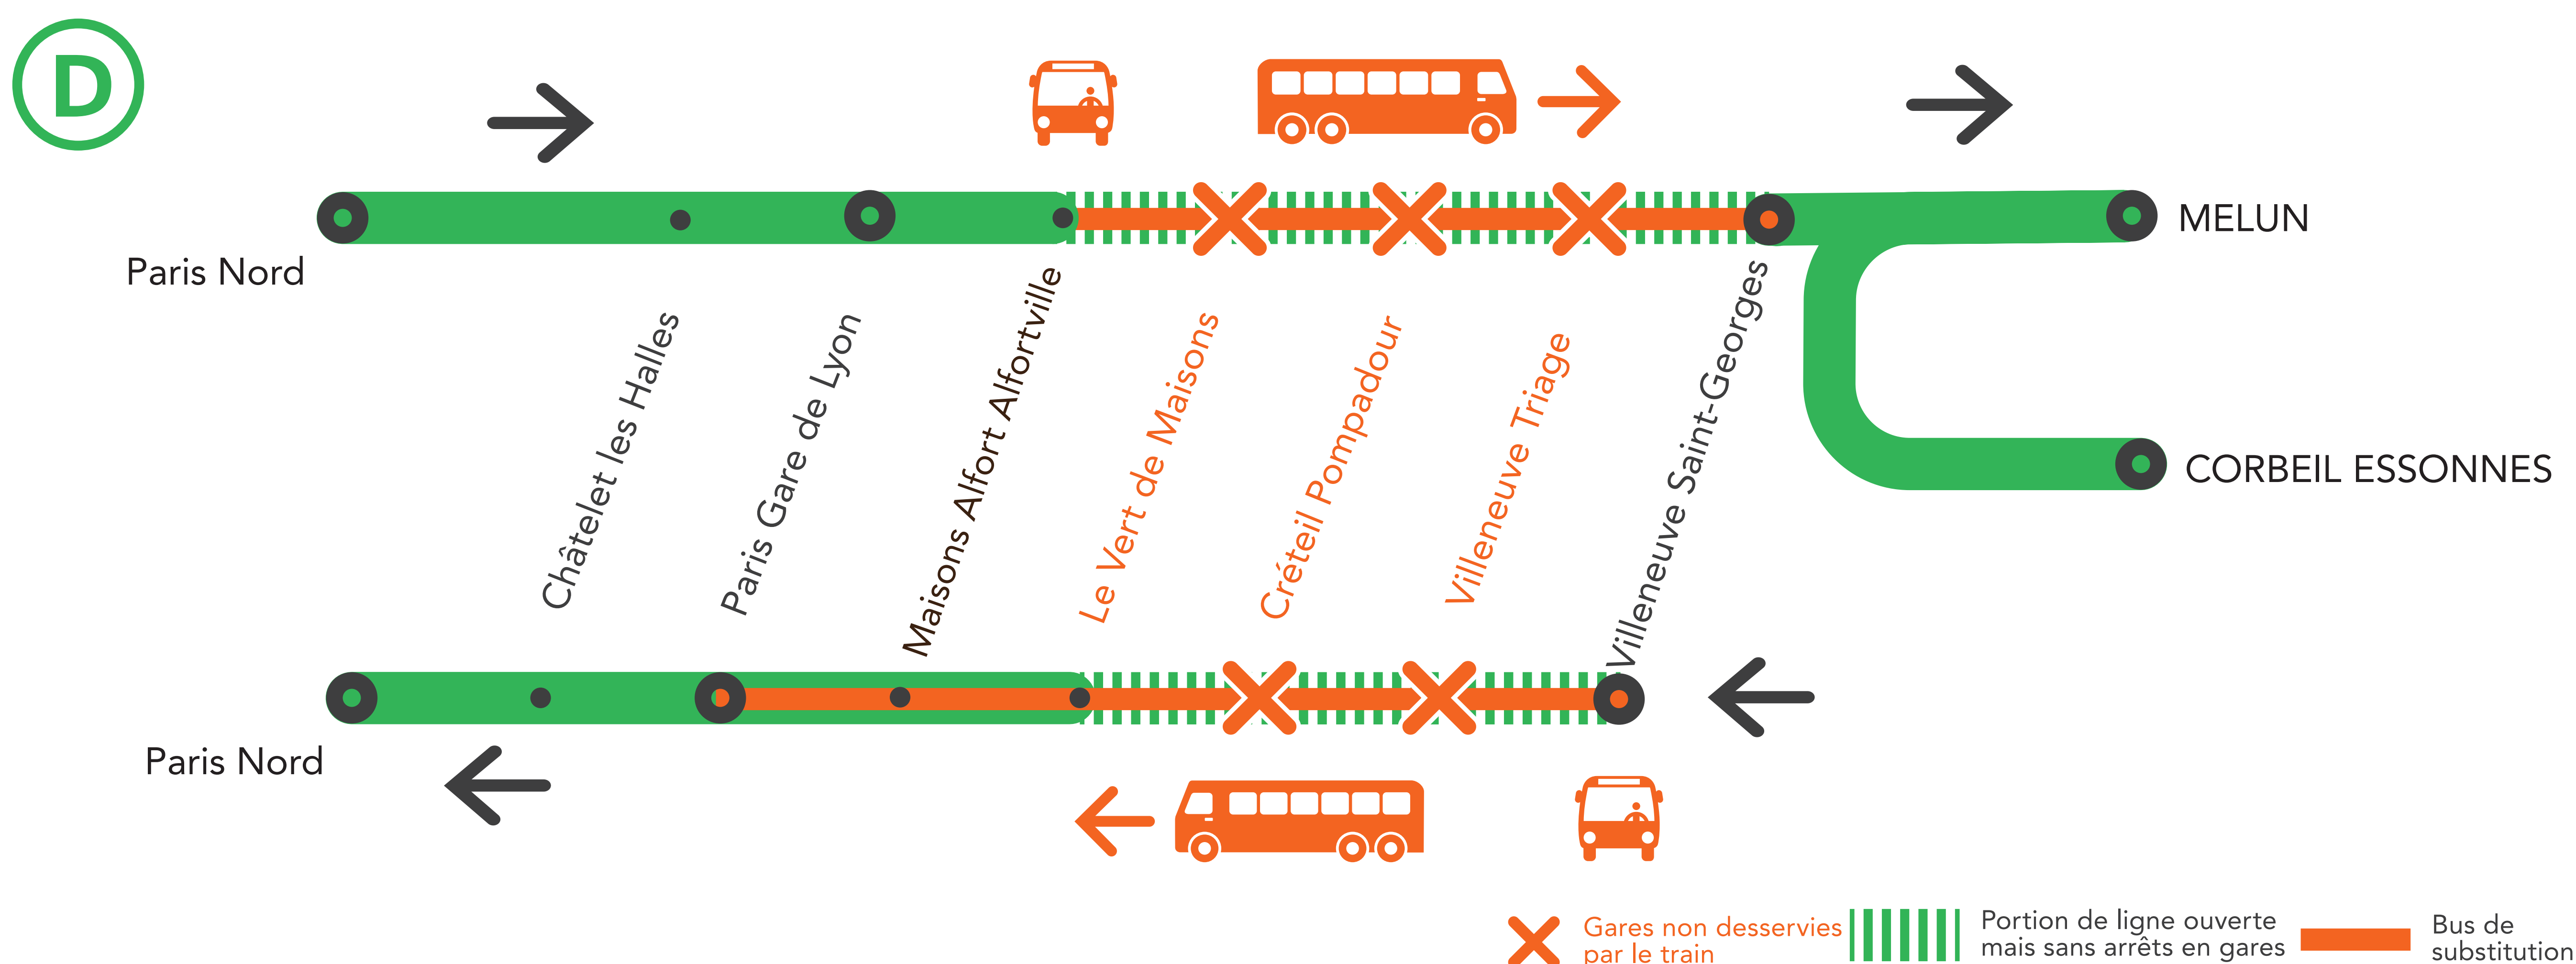 D
Paris Nord
MELUN
CORBEIL ESSONNES
Châtelet les Halles
Paris Gare de Lyon
Maisons Alfort Alfortville
Le Vert de Maisons
Créteil Pompadour
Villeneuve Triage
Villeneuve Saint-Georges
Paris Nord
Gares non desservies
par le train
Portion de ligne ouverte
mais sans arrêts en gares
Bus de
substitution